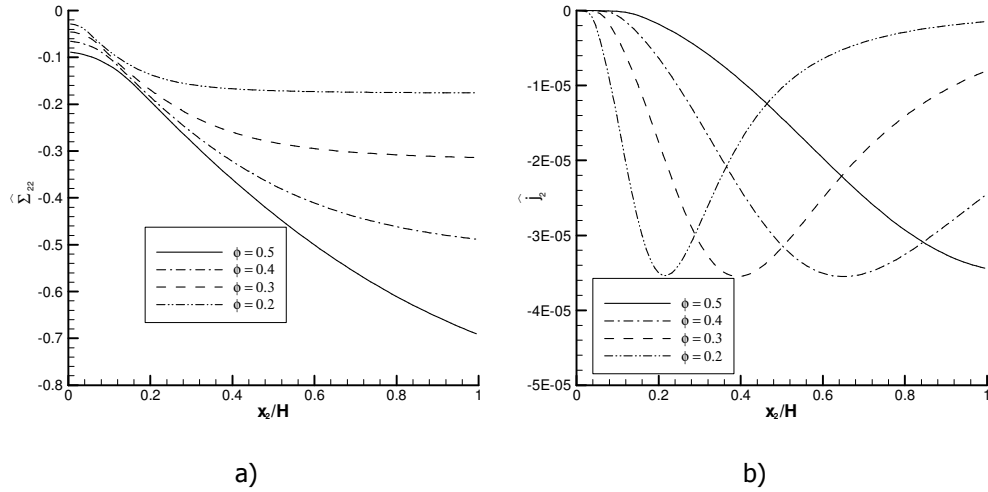 0
-0.1
-0.2
-0.3
-0.4
-0.5
-0.6
-0.7
-0.8
Σ̂₂₂
ϕ = 0.5
ϕ = 0.4
ϕ = 0.3
ϕ = 0.2
0 0.2 0.4 0.6 0.8 1
x₂/H
a)
0
-1E-05
-2E-05
-3E-05
-4E-05
-5E-05
ĵ₂
ϕ = 0.5
ϕ = 0.4
ϕ = 0.3
ϕ = 0.2
0 0.2 0.4 0.6 0.8 1
x₂/H
b)